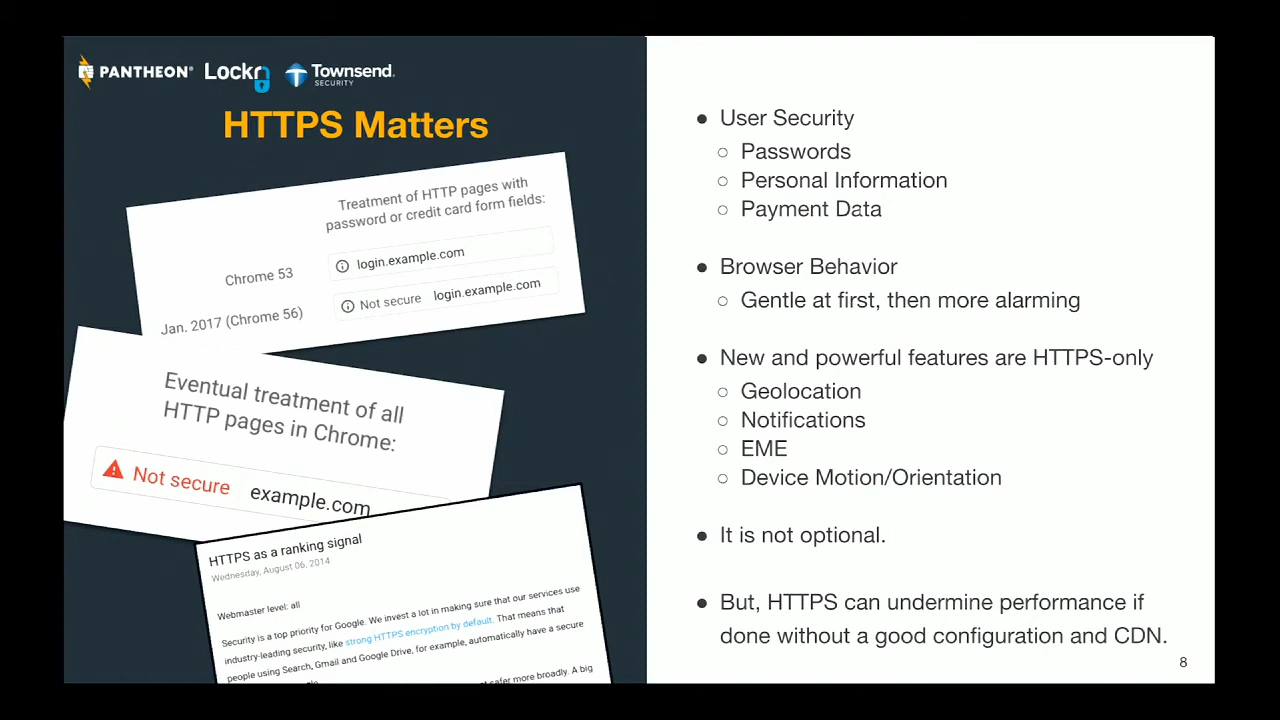 PANTHEON®
Lockr
Townsend
SECURITY
HTTPS Matters
Treatment of HTTP pages with
password or credit card form fields:
Chrome 53
login.example.com
Jan. 2017 (Chrome 56)
Not secure login.example.com
Eventual treatment of all
HTTP pages in Chrome:
Not secure example.com
HTTPS as a ranking signal
Wednesday, August 06, 2014
Webmaster level: all
Security is a top priority for Google. We invest a lot in making sure that our services use
industry-leading security, like strong HTTPS encryption by default. That means that
people using Search, Gmail and Google Drive, for example, automatically have a secure
safer more broadly. A big
● User Security
○ Passwords
○ Personal Information
○ Payment Data
● Browser Behavior
○ Gentle at first, then more alarming
● New and powerful features are HTTPS-only
○ Geolocation
○ Notifications
○ EME
○ Device Motion/Orientation
● It is not optional.
● But, HTTPS can undermine performance if
done without a good configuration and CDN.
8